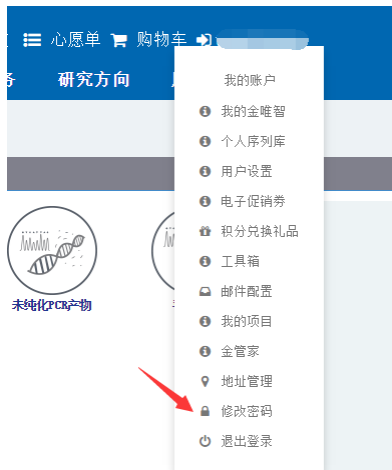 心愿单 购物车
务 研究方向
我的账户
我的金唯智
个人序列库
用户设置
电子促销券
积分兑换礼品
工具箱
邮件配置
我的项目
金管家
地址管理
修改密码
退出登录
未纯化PCR产物